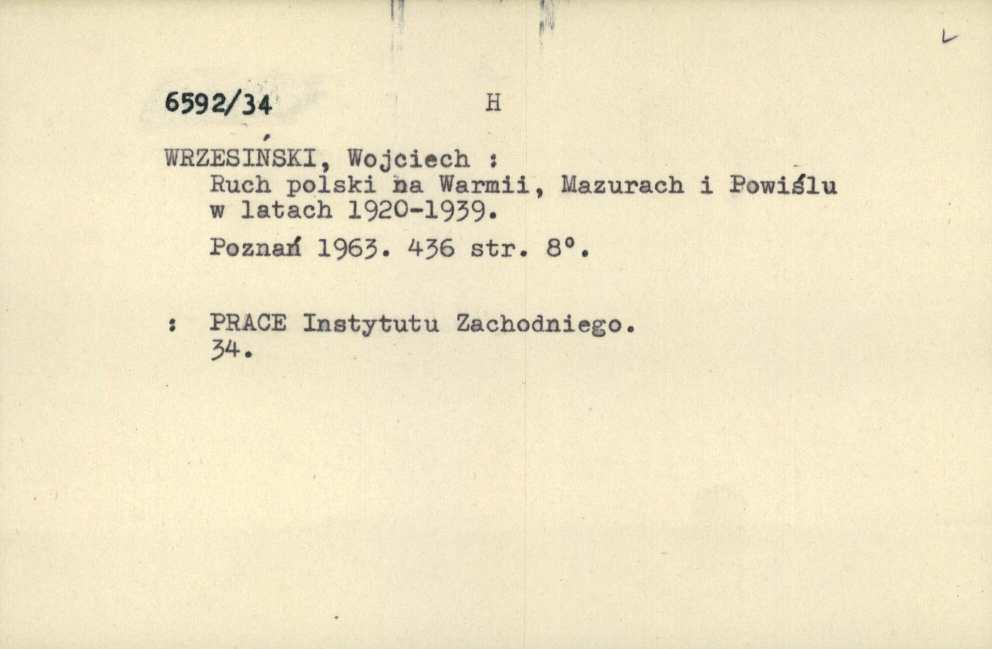 6592/34 H
WRZESIŃSKI, Wojciech :
Ruch polski na Warmii, Mazurach i Powiślu
w latach 1920-1939.
Poznań 1963. 436 str. 8°.
: PRACE Instytutu Zachodniego.
34.